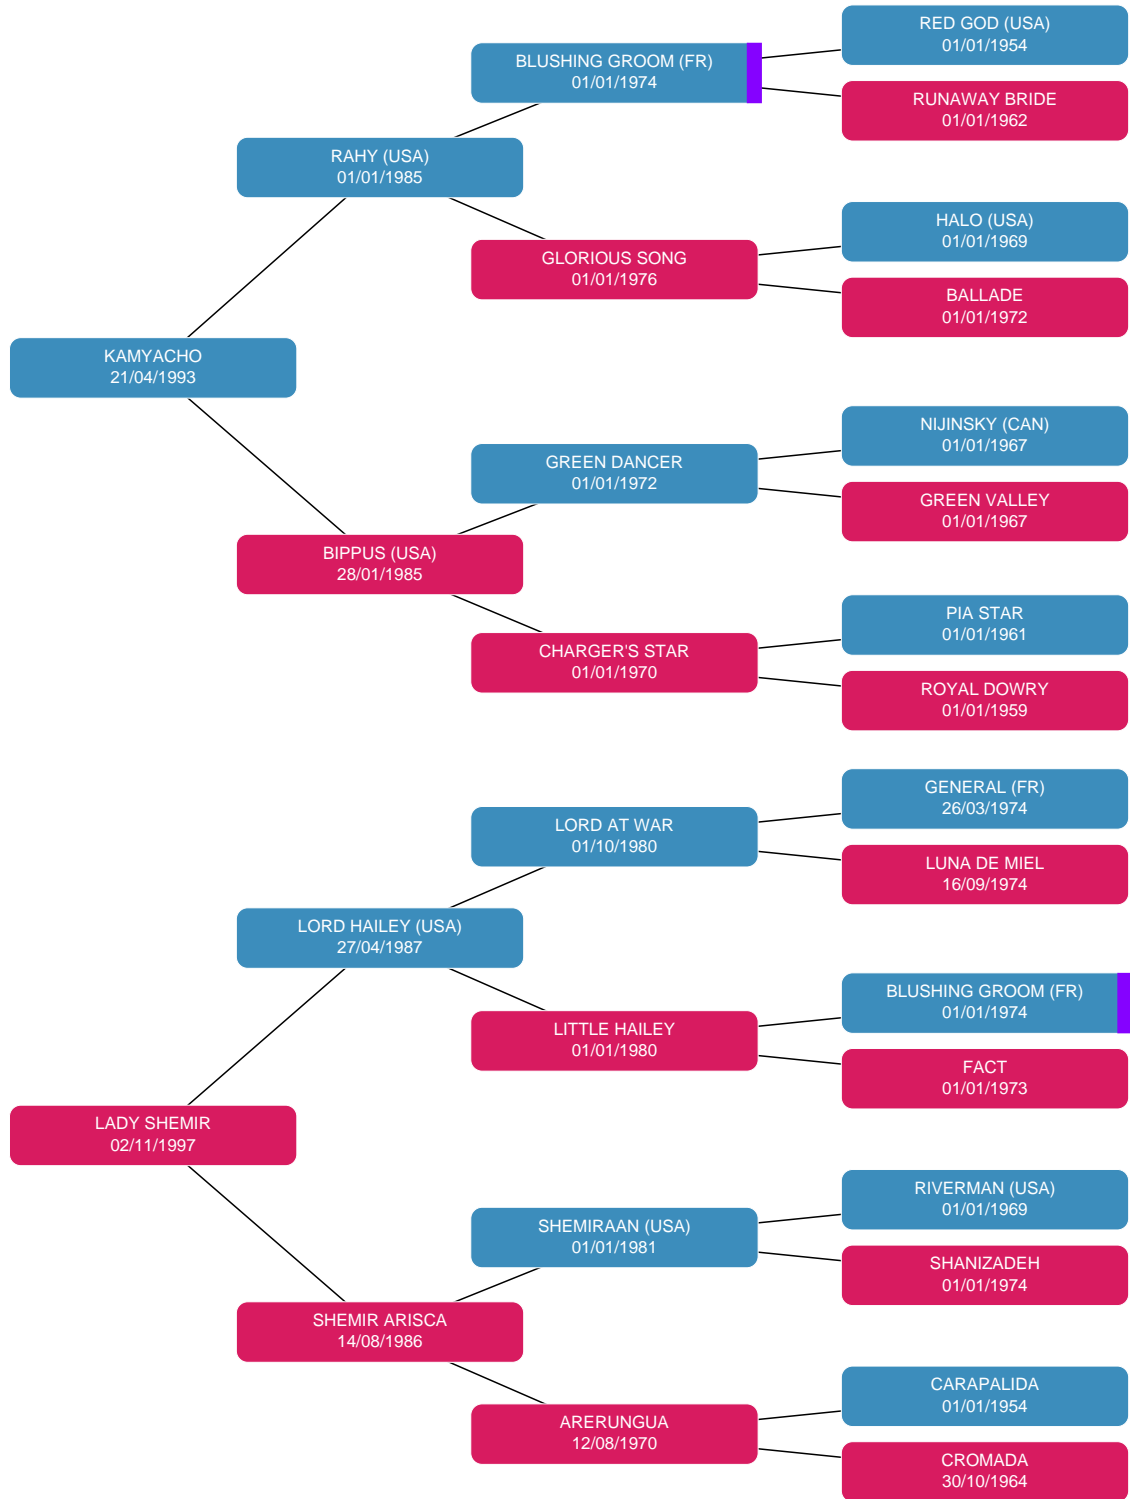 RED GOD (USA)
01/01/1954
BLUSHING GROOM (FR)
01/01/1974
RUNAWAY BRIDE
01/01/1962
RAHY (USA)
01/01/1985
HALO (USA)
01/01/1969
GLORIOUS SONG
01/01/1976
BALLADE
01/01/1972
KAMYACHO
21/04/1993
NIJINSKY (CAN)
01/01/1967
GREEN DANCER
01/01/1972
GREEN VALLEY
01/01/1967
BIPPUS (USA)
28/01/1985
PIA STAR
01/01/1961
CHARGER'S STAR
01/01/1970
ROYAL DOWRY
01/01/1959
GENERAL (FR)
26/03/1974
LORD AT WAR
01/10/1980
LUNA DE MIEL
16/09/1974
LORD HAILEY (USA)
27/04/1987
BLUSHING GROOM (FR)
01/01/1974
LITTLE HAILEY
01/01/1980
FACT
01/01/1973
LADY SHEMIR
02/11/1997
RIVERMAN (USA)
01/01/1969
SHEMIRAAN (USA)
01/01/1981
SHANIZADEH
01/01/1974
SHEMIR ARISCA
14/08/1986
CARAPALIDA
01/01/1954
ARERUNGUA
12/08/1970
CROMADA
30/10/1964